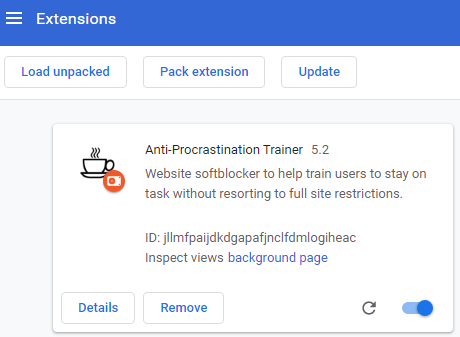 Extensions
Load unpacked
Pack extension
Update
Anti-Procrastination Trainer 5.2
Website softblocker to help train users to stay on
task without resorting to full site restrictions.
ID: jllmfpaijdkdgapafjnclfdmlogiheac
Inspect views background page
Details
Remove